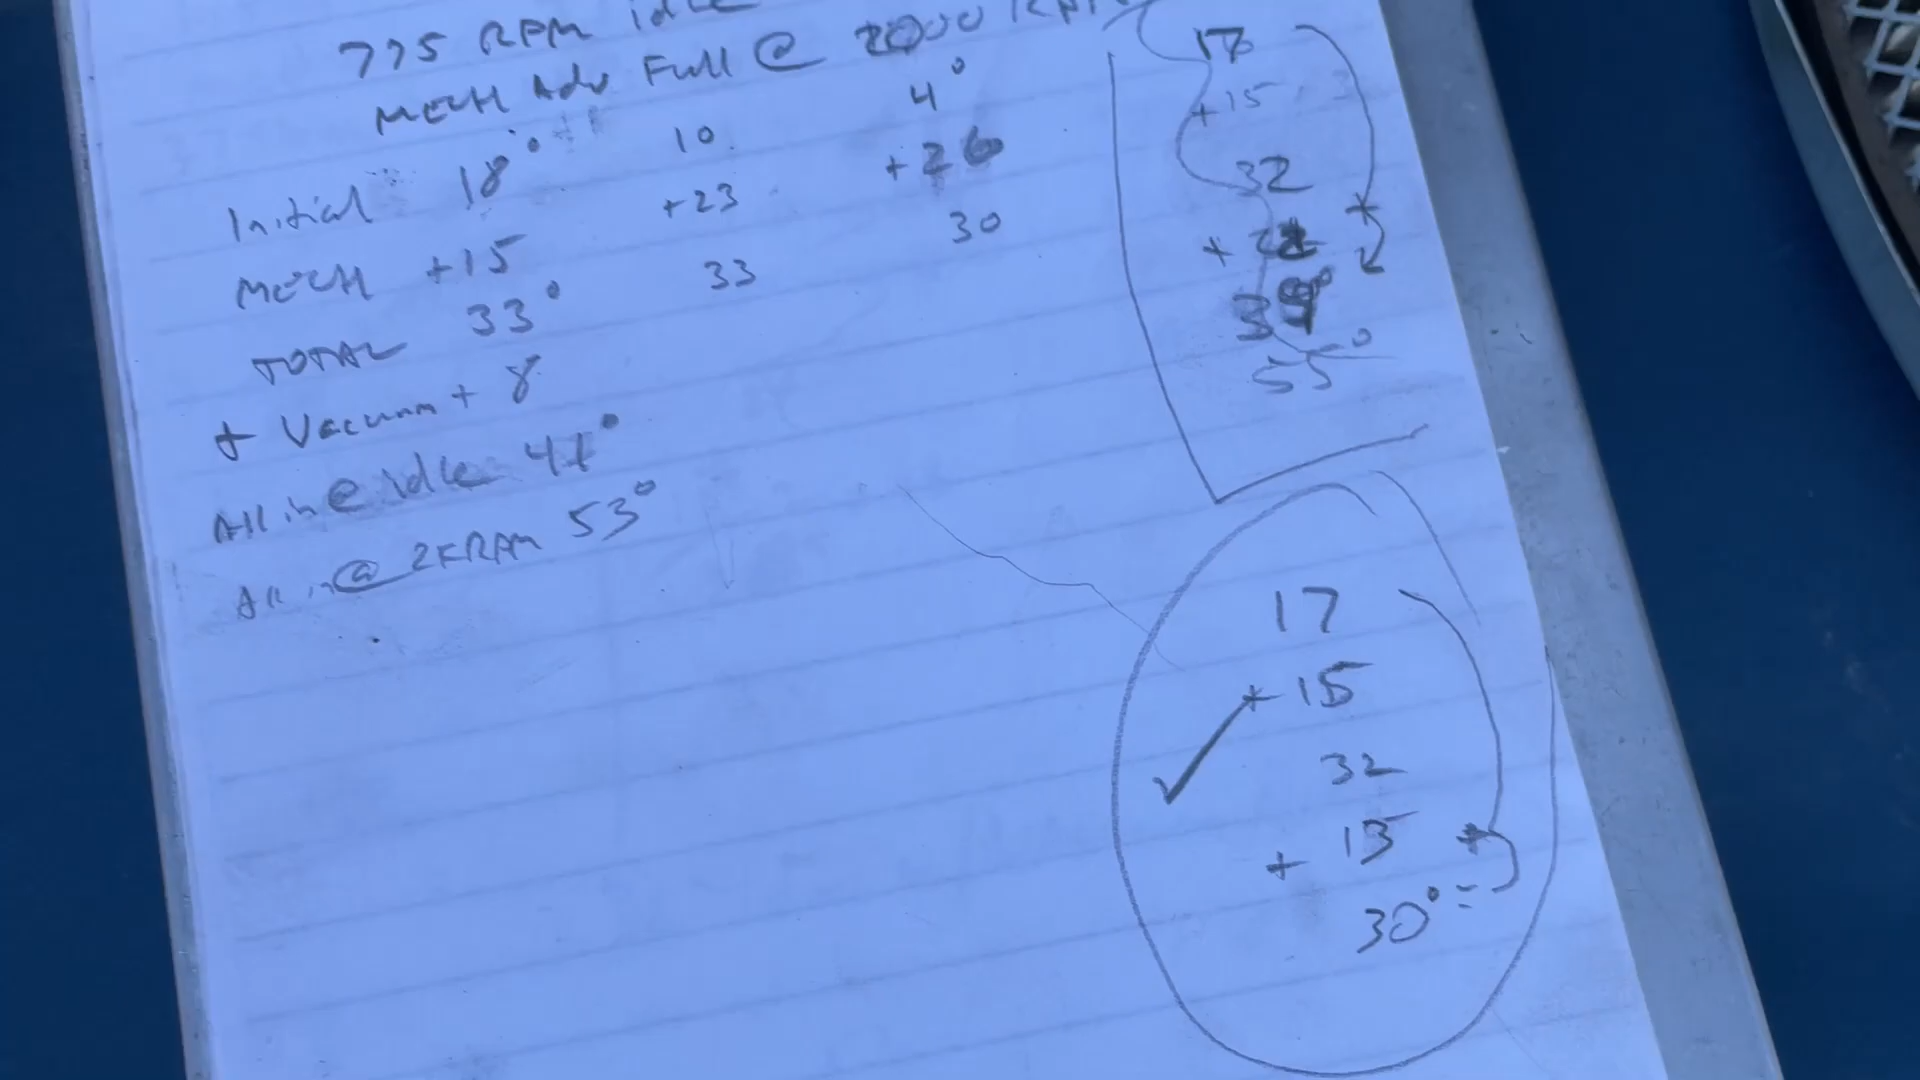 775 RPM idle
MECH Adv Full @ 2000 RPM
Initial 18° 10 4°
MECH +15 +23 +26
TOTAL 33° 33 30
+ Vacuum + 8
All in @ idle 41°
All in @ 2K RPM 53°
17
+15
32
+
55°
17
+ 15
32
+ 13
30° =